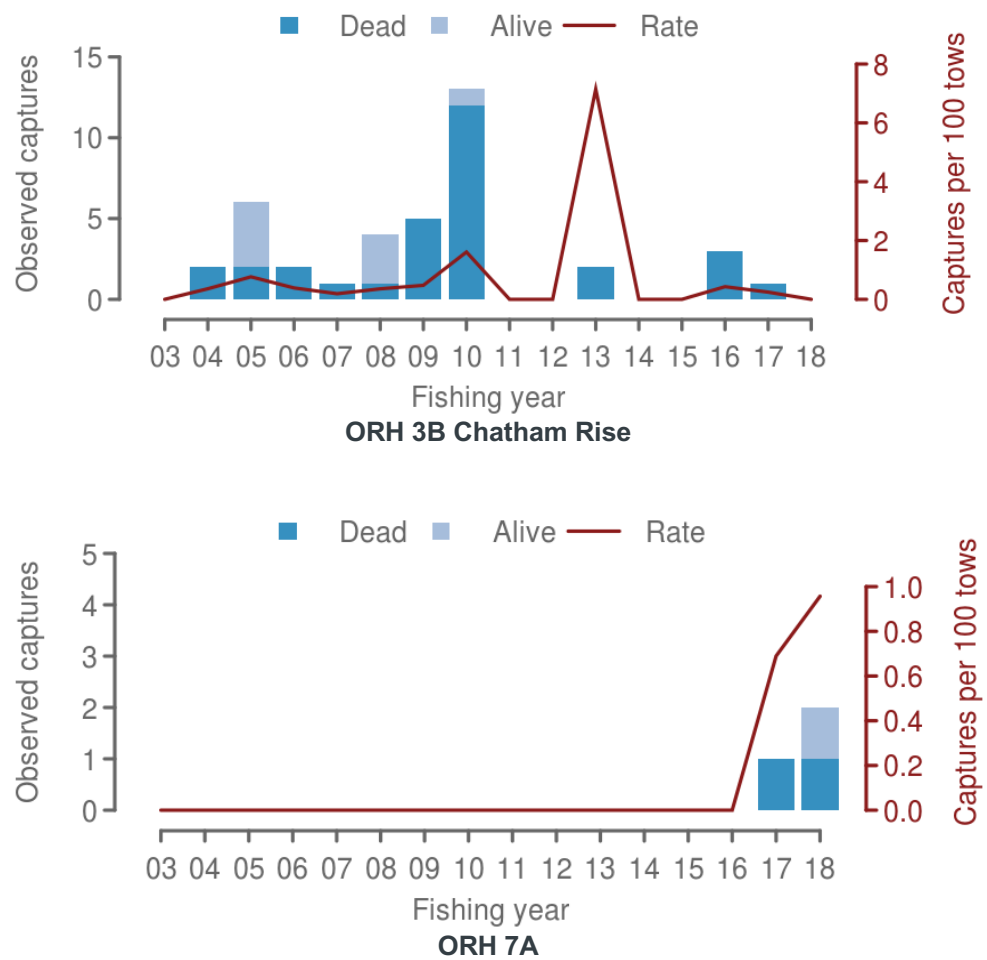 Dead Alive Rate
15
10
5
0
Observed captures
8
6
4
2
0
Captures per 100 tows
03 04 05 06 07 08 09 10 11 12 13 14 15 16 17 18
Fishing year
ORH 3B Chatham Rise
Dead Alive Rate
5
4
3
2
1
0
Observed captures
1.0
0.8
0.6
0.4
0.2
0.0
Captures per 100 tows
03 04 05 06 07 08 09 10 11 12 13 14 15 16 17 18
Fishing year
ORH 7A